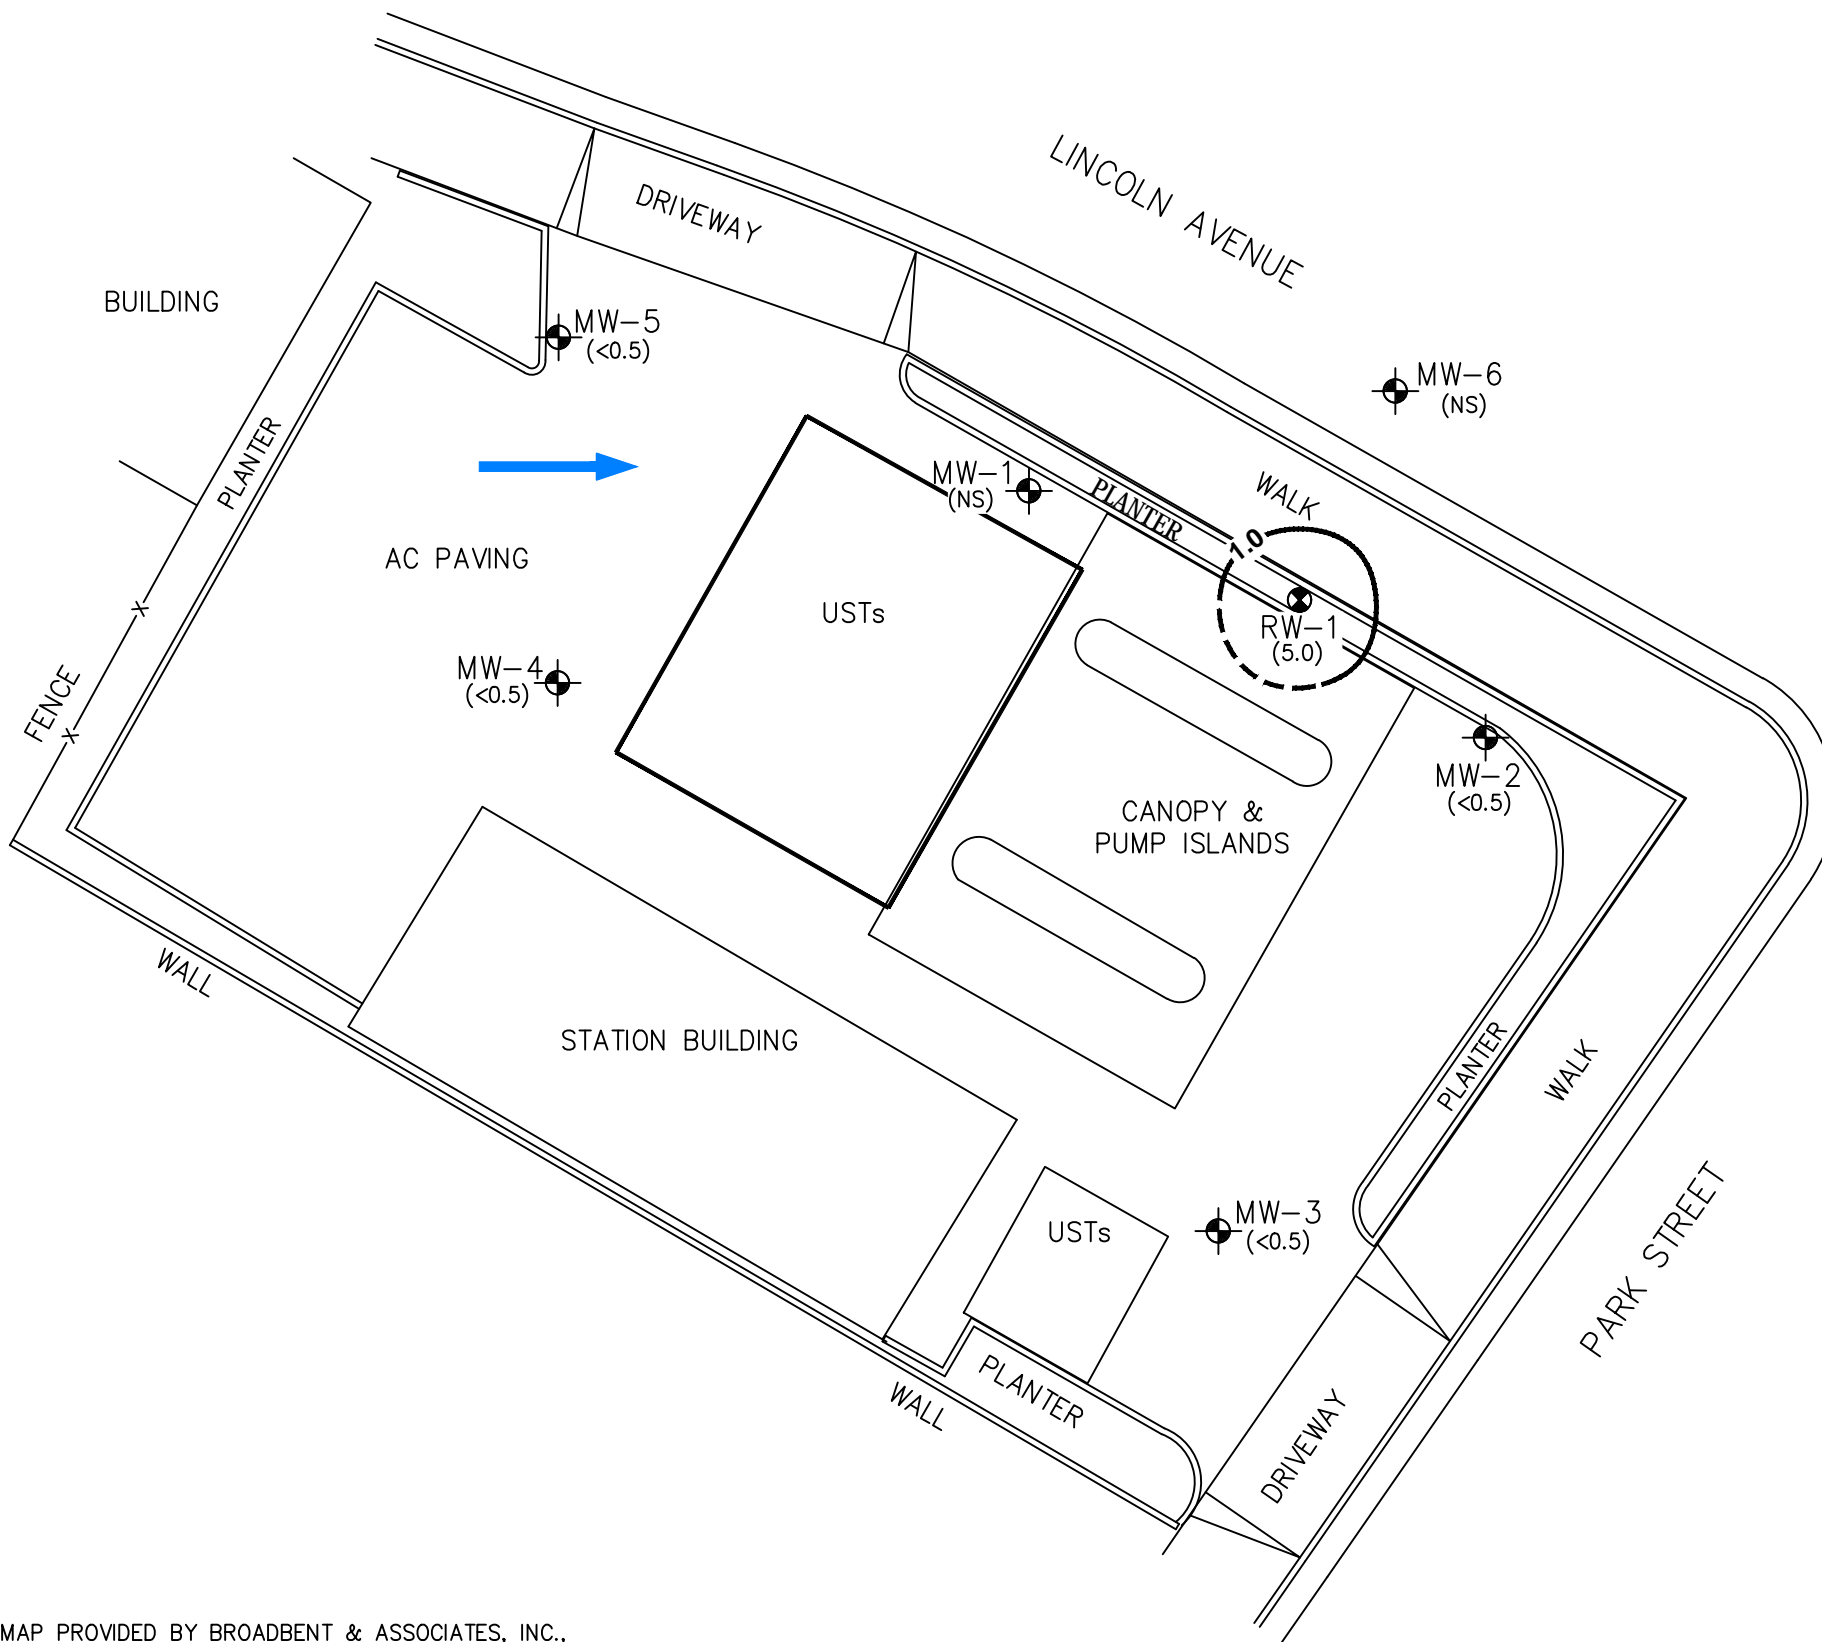 LINCOLN AVENUE
DRIVEWAY
BUILDING
MW-5
(<0.5)
MW-6
(NS)
PLANTER
MW-1
(NS)
PLANTER
WALK
1.0
AC PAVING
USTs
RW-1
(5.0)
MW-4
(<0.5)
FENCE
X
X
MW-2
(<0.5)
CANOPY &
PUMP ISLANDS
WALL
STATION BUILDING
PLANTER
WALK
USTs
MW-3
(<0.5)
PARK STREET
PLANTER
WALL
DRIVEWAY
MAP PROVIDED BY BROADBENT & ASSOCIATES, INC.,